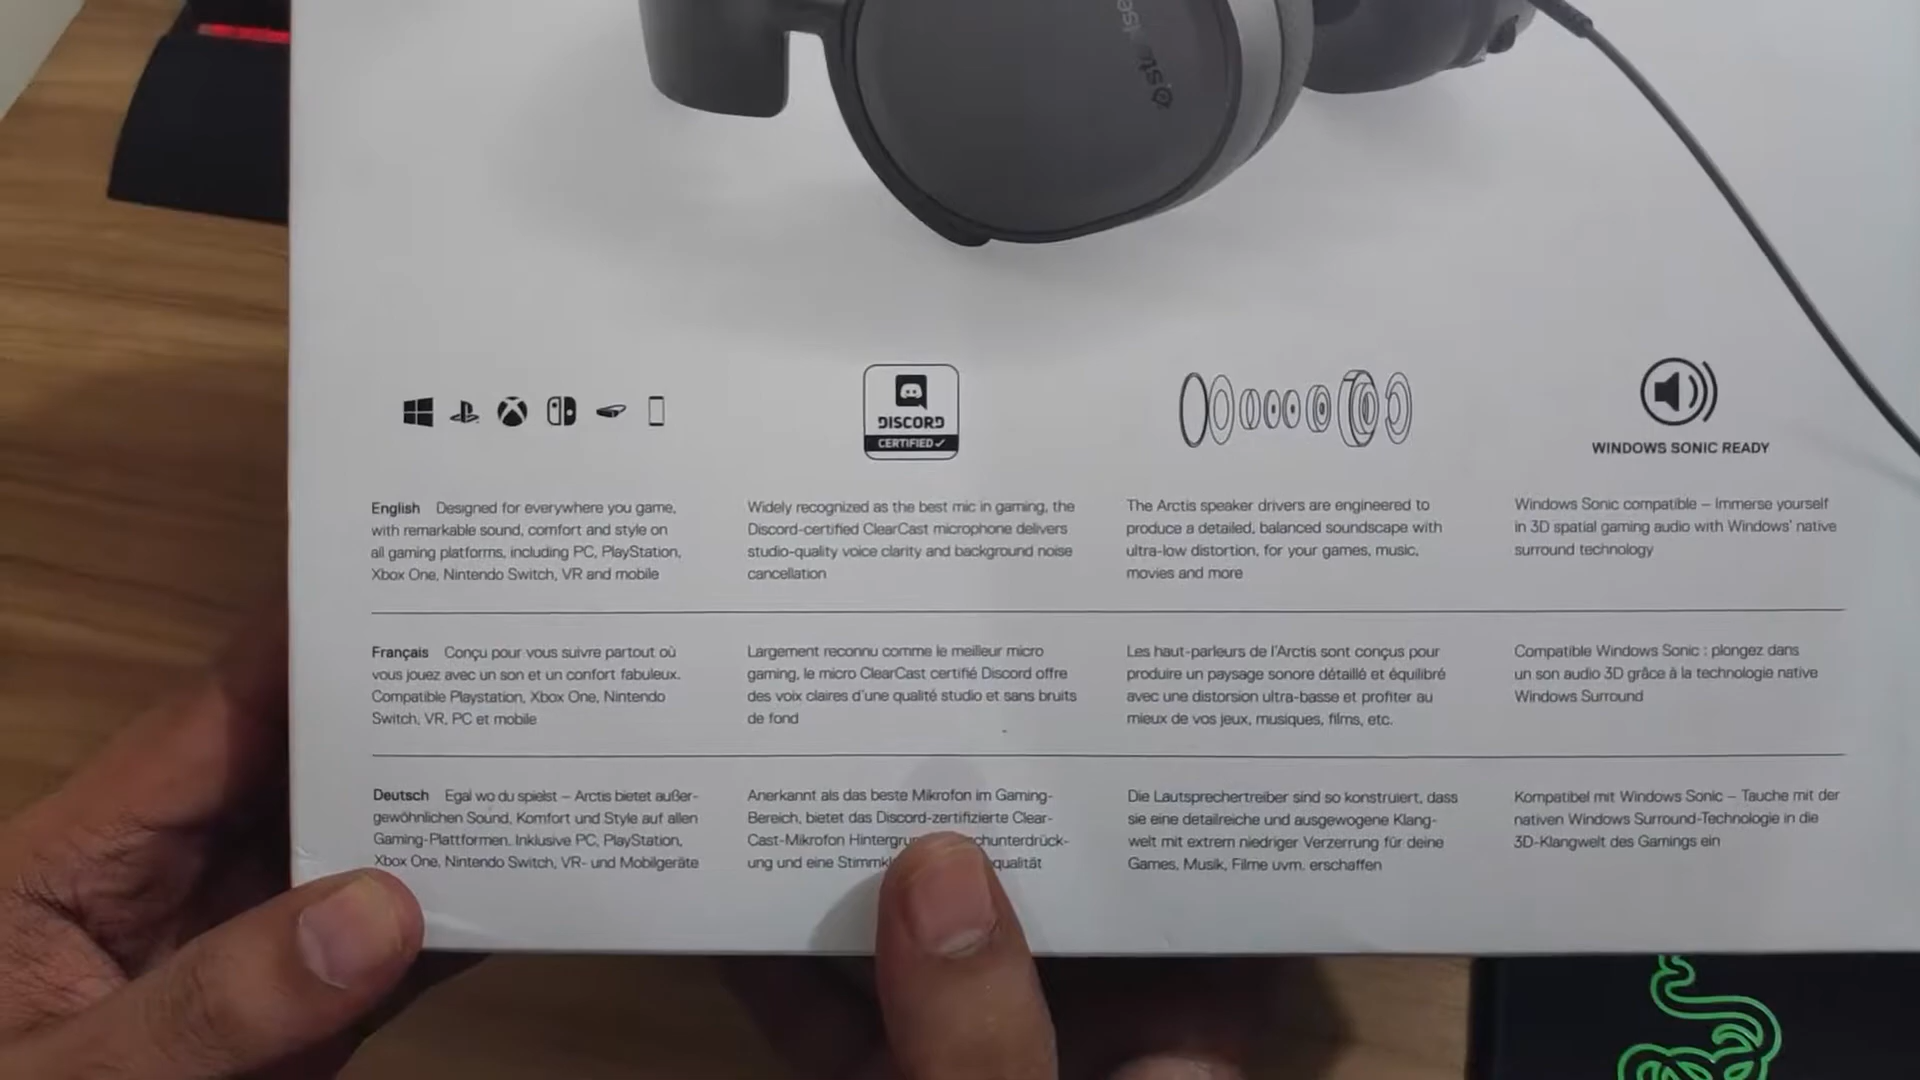 DISCORD
CERTIFIED✓
WINDOWS SONIC READY
English Designed for everywhere you game,
with remarkable sound, comfort and style on
all gaming platforms, including PC, PlayStation,
Xbox One, Nintendo Switch, VR and mobile
Widely recognized as the best mic in gaming, the
Discord-certified ClearCast microphone delivers
studio-quality voice clarity and background noise
cancellation
The Arctis speaker drivers are engineered to
produce a detailed, balanced soundscape with
ultra-low distortion, for your games, music,
movies and more
Windows Sonic compatible – Immerse yourself
in 3D spatial gaming audio with Windows' native
surround technology
Français Conçu pour vous suivre partout où
vous jouez avec un son et un confort fabuleux.
Compatible Playstation, Xbox One, Nintendo
Switch, VR, PC et mobile
Largement reconnu comme le meilleur micro
gaming, le micro ClearCast certifié Discord offre
des voix claires d'une qualité studio et sans bruits
de fond
Les haut-parleurs de l'Arctis sont conçus pour
produire un paysage sonore détaillé et équilibré
avec une distorsion ultra-basse et profiter au
mieux de vos jeux, musiques, films, etc.
Compatible Windows Sonic : plongez dans
un son audio 3D grâce à la technologie native
Windows Surround
Deutsch Egal wo du spielst – Arctis bietet außer-
gewöhnlichen Sound, Komfort und Style auf allen
Gaming-Plattformen. Inklusive PC, PlayStation,
Xbox One, Nintendo Switch, VR- und Mobilgeräte
Anerkannt als das beste Mikrofon im Gaming-
Bereich, bietet das Discord-zertifizierte Clear-
Cast-Mikrofon
ung und eine
Die Lautsprechertreiber sind so konstruiert, dass
sie eine detailreiche und ausgewogene Klang-
welt mit extrem niedriger Verzerrung für deine
Games, Musik, Filme uvm. erschaffen
Kompatibel mit Windows Sonic – Tauche mit der
nativen Windows Surround-Technologie in die
3D-Klangwelt des Gamings ein